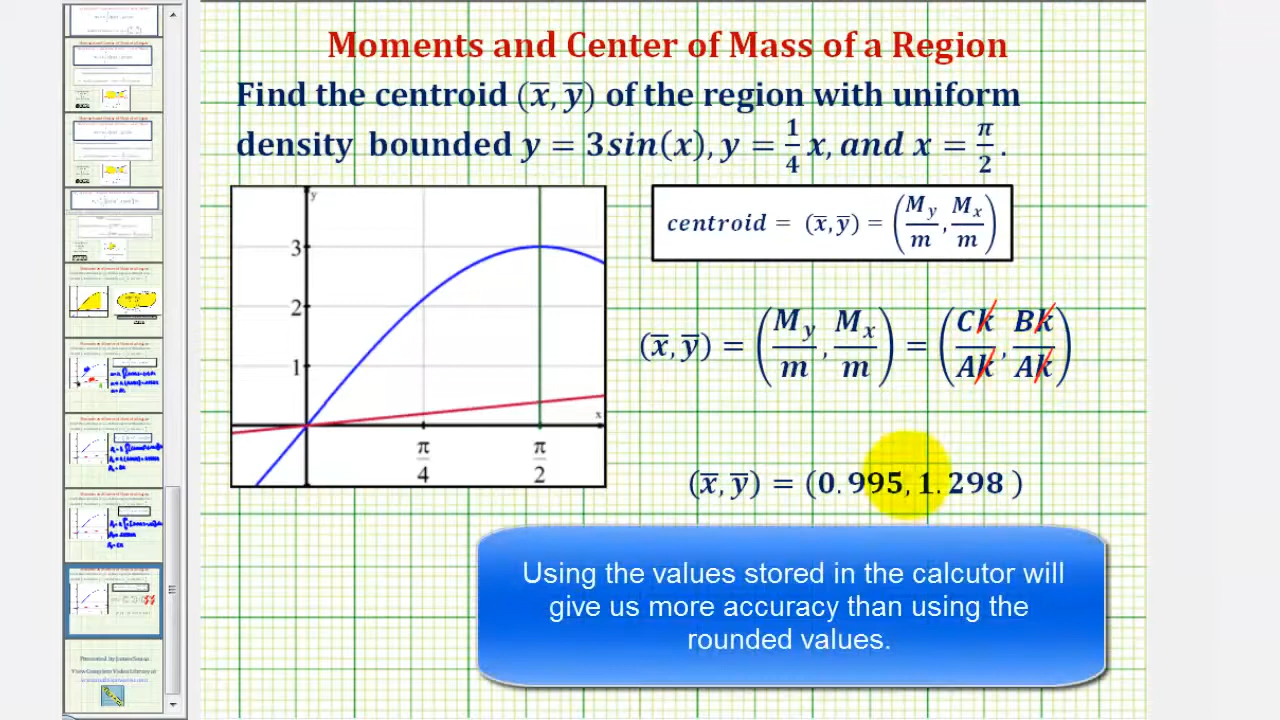 Moments and Center of Mass of a Region
Find the centroid (x̅, y̅) of the region with uniform
density bounded y = 3sin(x), y = 1/4 x, and x = π/2.
centroid = (x̅, y̅) = (M_y/m, M_x/m)
y
3
2
1
x
π/4
π/2
(x̅, y̅) = (M_y/m, M_x/m) = (Ck/Ak, Bk/Ak)
(x̅, y̅) = (0.995, 1.298 )
Using the values stored in the calcutor will
give us more accuracy than using the
rounded values.